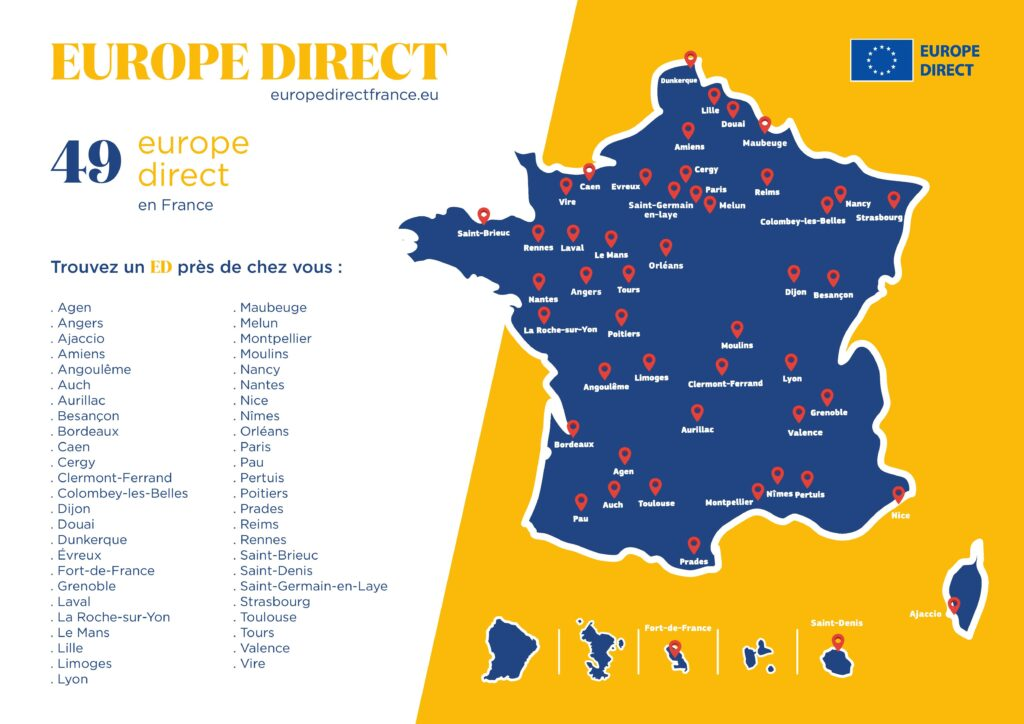 EUROPE DIRECT
europedirectfrance.eu
49
europe
direct
en France
Trouvez un ED près de chez vous :
. Agen
. Angers
. Ajaccio
. Amiens
. Angoulême
. Auch
. Aurillac
. Besançon
. Bordeaux
. Caen
. Cergy
. Clermont-Ferrand
. Colombey-les-Belles
. Dijon
. Douai
. Dunkerque
. Évreux
. Fort-de-France
. Grenoble
. Laval
. La Roche-sur-Yon
. Le Mans
. Lille
. Limoges
. Lyon
. Maubeuge
. Melun
. Montpellier
. Moulins
. Nancy
. Nantes
. Nice
. Nîmes
. Orléans
. Paris
. Pau
. Pertuis
. Poitiers
. Prades
. Reims
. Rennes
. Saint-Brieuc
. Saint-Denis
. Saint-Germain-en-Laye
. Strasbourg
. Toulouse
. Tours
. Valence
. Vire
EUROPE
DIRECT
Dunkerque
Lille
Douai
Maubeuge
Amiens
Cergy
Caen
Evreux
Paris
Reims
Vire
Saint-Germain
en-laye
Melun
Nancy
Colombey-les-Belles
Strasbourg
Saint-Brieuc
Rennes
Laval
Le Mans
Orléans
Nantes
Angers
Tours
Dijon
Besançon
La Roche-sur-Yon
Poitiers
Moulins
Angoulême
Limoges
Clermont-Ferrand
Lyon
Grenoble
Aurillac
Valence
Bordeaux
Agen
Auch
Toulouse
Montpellier
Nîmes
Pertuis
Pau
Nice
Prades
Ajaccio
Fort-de-France
Saint-Denis